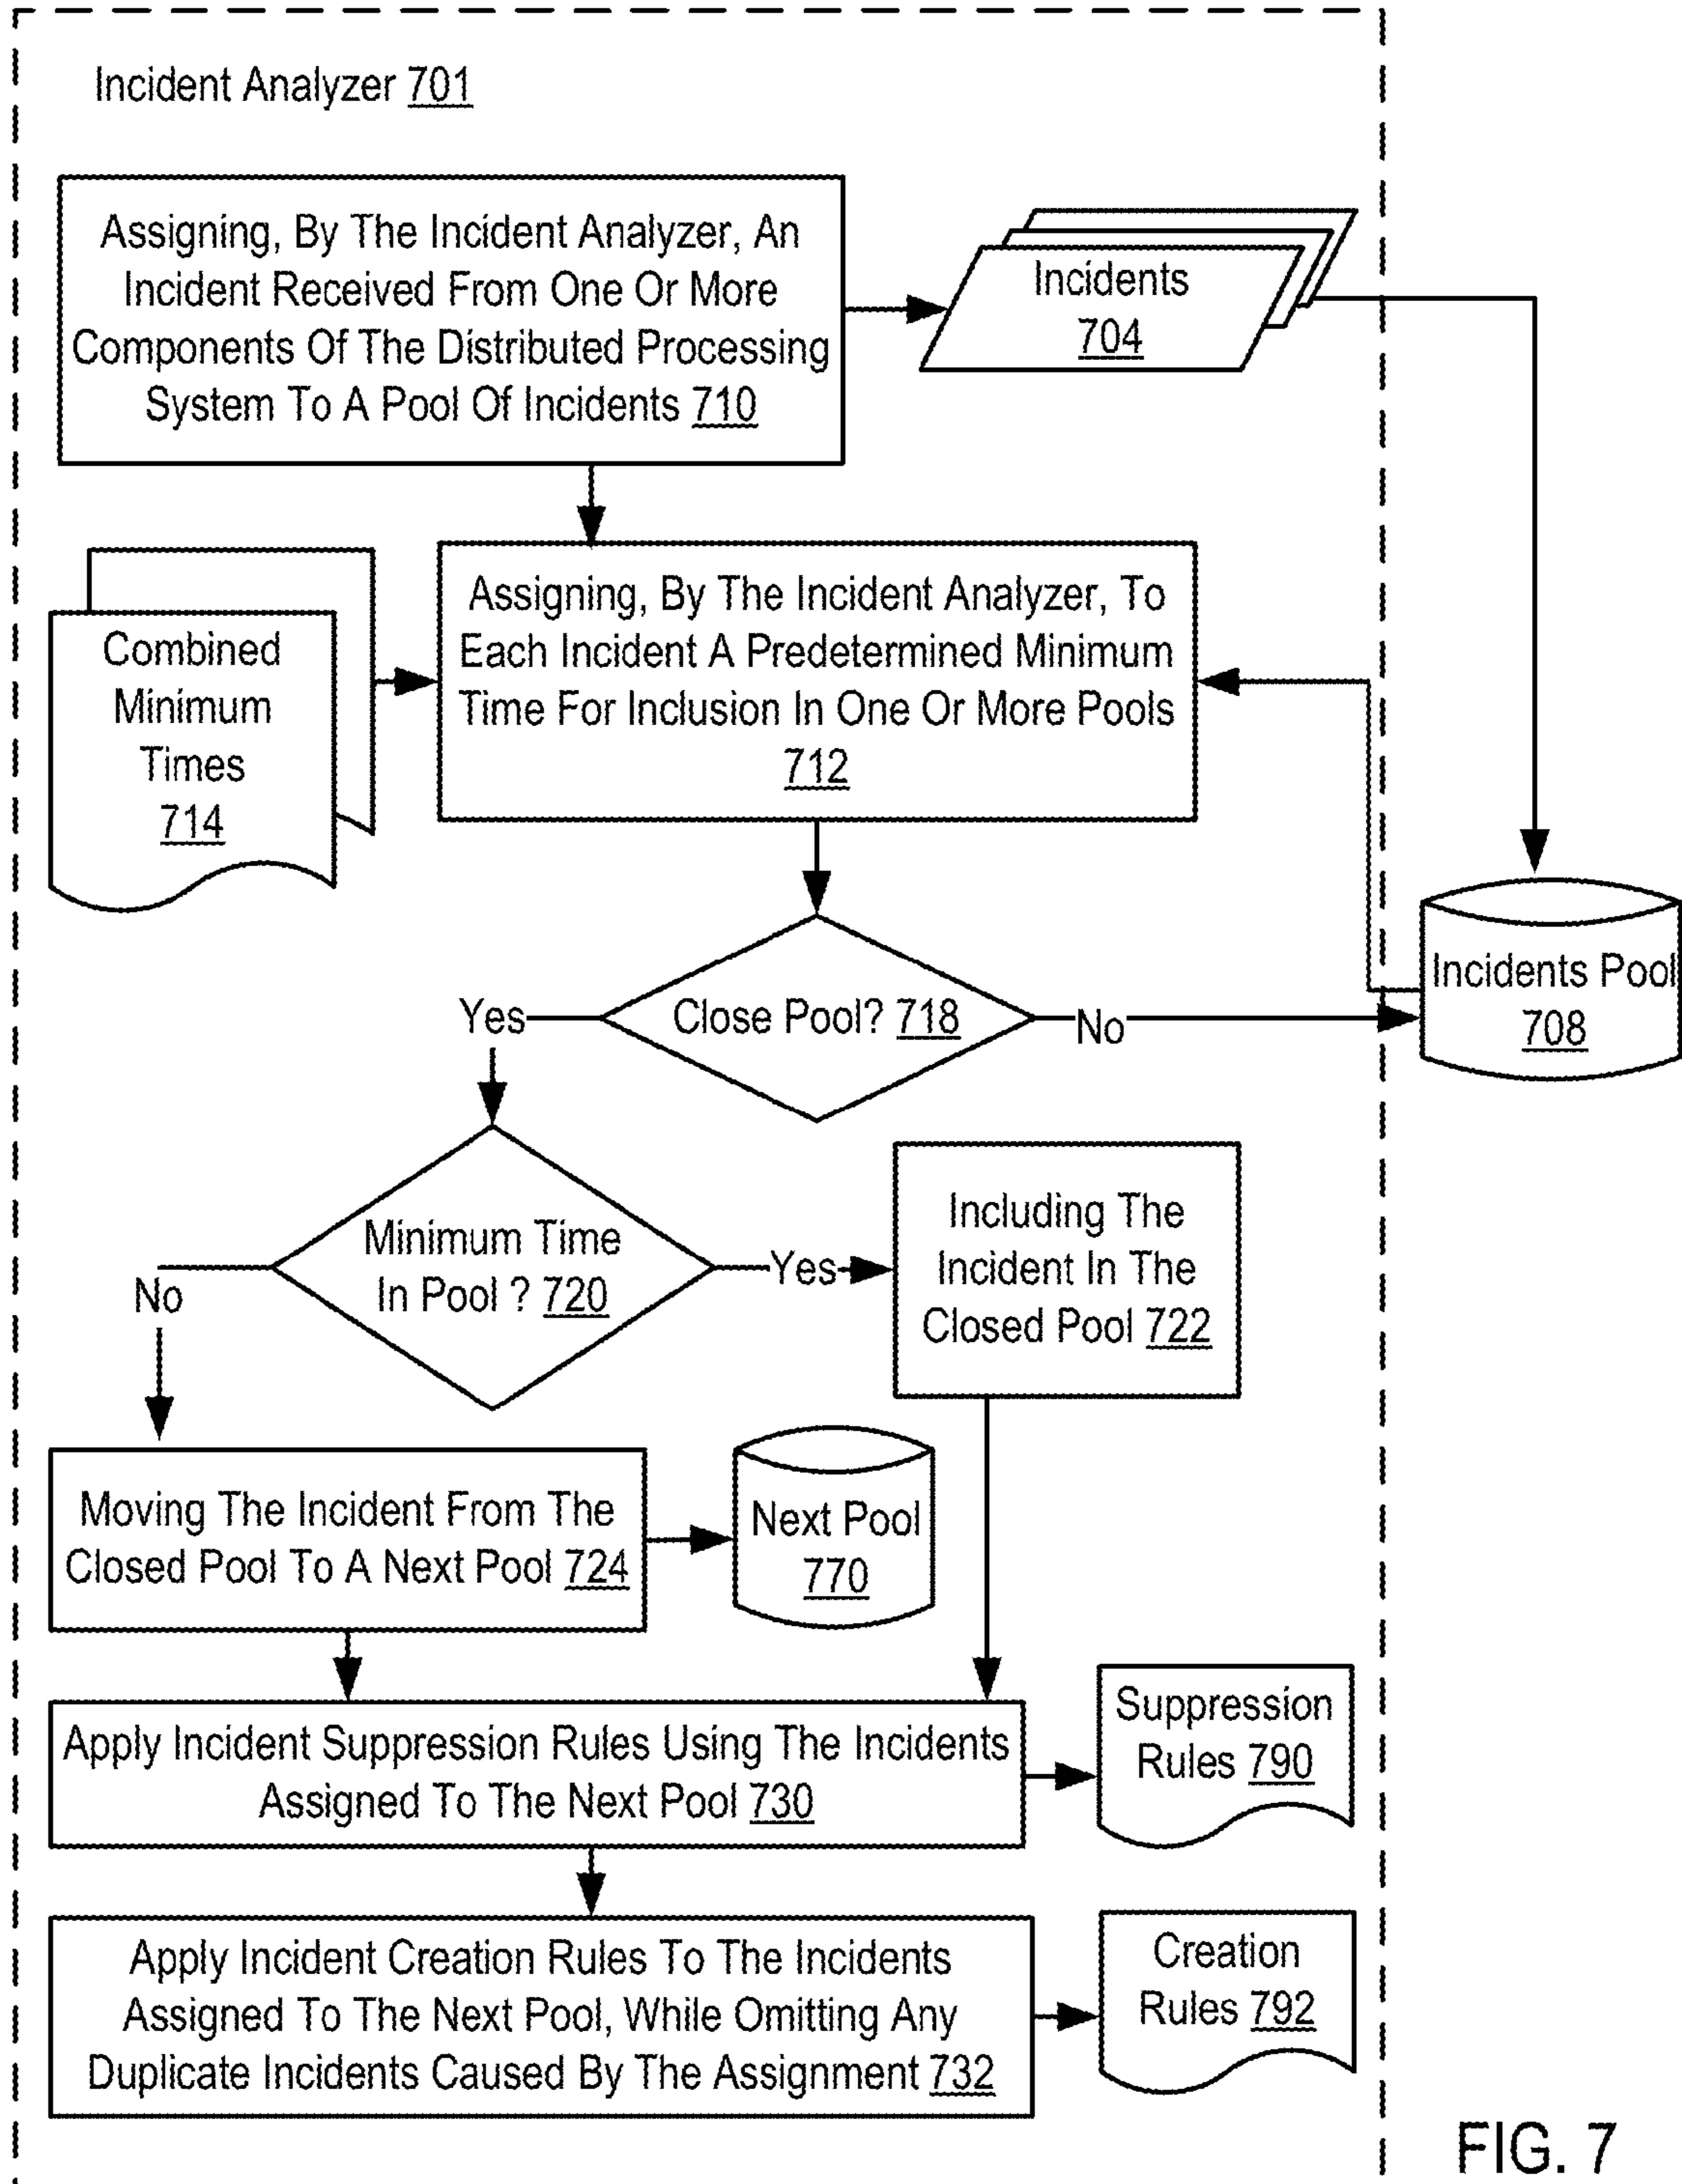 Incident Analyzer 701
Assigning, By The Incident Analyzer, An
Incident Received From One Or More
Components Of The Distributed Processing
System To A Pool Of Incidents 710
Incidents
704
Combined
Minimum
Times
714
Assigning, By The Incident Analyzer, To
Each Incident A Predetermined Minimum
Time For Inclusion In One Or More Pools
712
Incidents Pool
708
Yes
Close Pool? 718
No
Minimum Time
In Pool ? 720
No
Yes
Including The
Incident In The
Closed Pool 722
Moving The Incident From The
Closed Pool To A Next Pool 724
Next Pool
770
Apply Incident Suppression Rules Using The Incidents
Assigned To The Next Pool 730
Suppression
Rules 790
Apply Incident Creation Rules To The Incidents
Assigned To The Next Pool, While Omitting Any
Duplicate Incidents Caused By The Assignment 732
Creation
Rules 792
FIG. 7